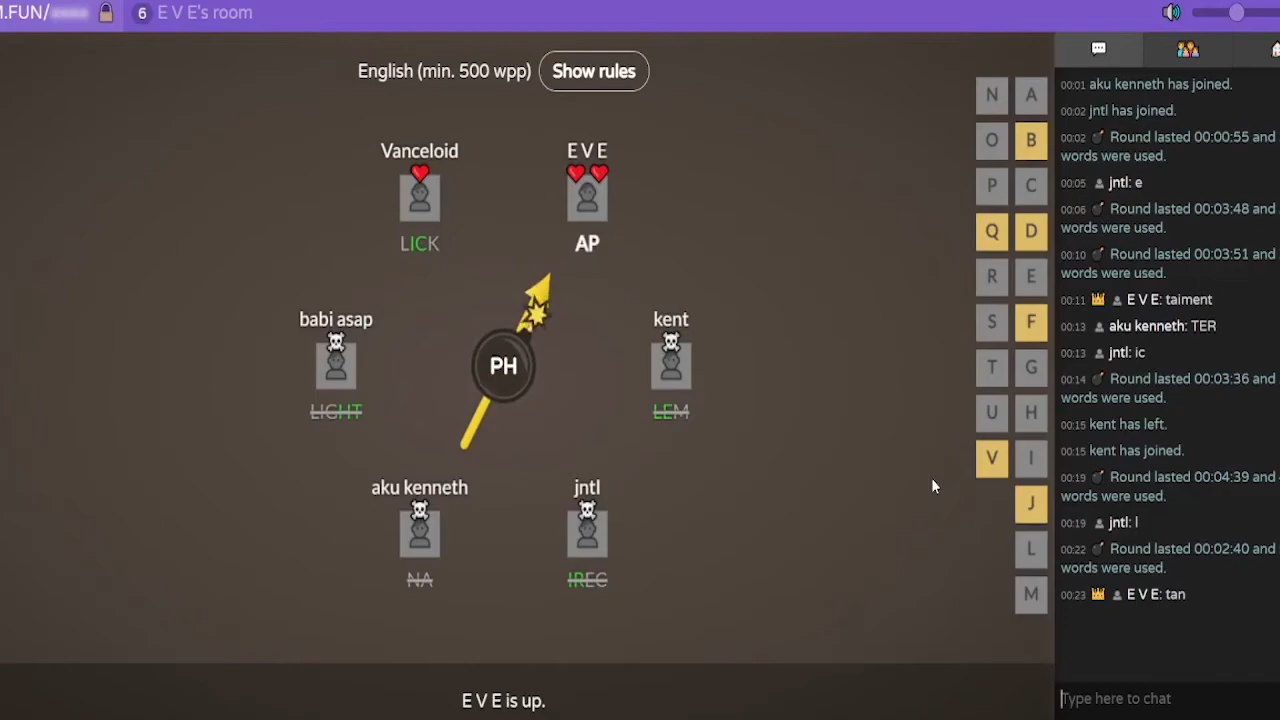 M.FUN/
6 E V E's room
English (min. 500 wpp) Show rules
Vanceloid
LICK
E V E
AP
babi asap
LIGHT
kent
LEM
PH
aku kenneth
NA
jntl
IREC
E V E is up.
N A
O B
P C
Q D
R E
S F
T G
U H
V I
J
L
M
00:01 aku kenneth has joined.
00:02 jntl has joined.
00:02 Round lasted 00:00:55 and
words were used.
00:05 jntl: e
00:06 Round lasted 00:03:48 and
words were used.
00:10 Round lasted 00:03:51 and
words were used.
00:11 E V E: taiment
00:13 aku kenneth: TER
00:13 jntl: ic
00:14 Round lasted 00:03:36 and
words were used.
00:15 kent has left.
00:15 kent has joined.
00:19 Round lasted 00:04:39 and
words were used.
00:19 jntl: l
00:22 Round lasted 00:02:40 and
words were used.
00:23 E V E: tan
Type here to chat